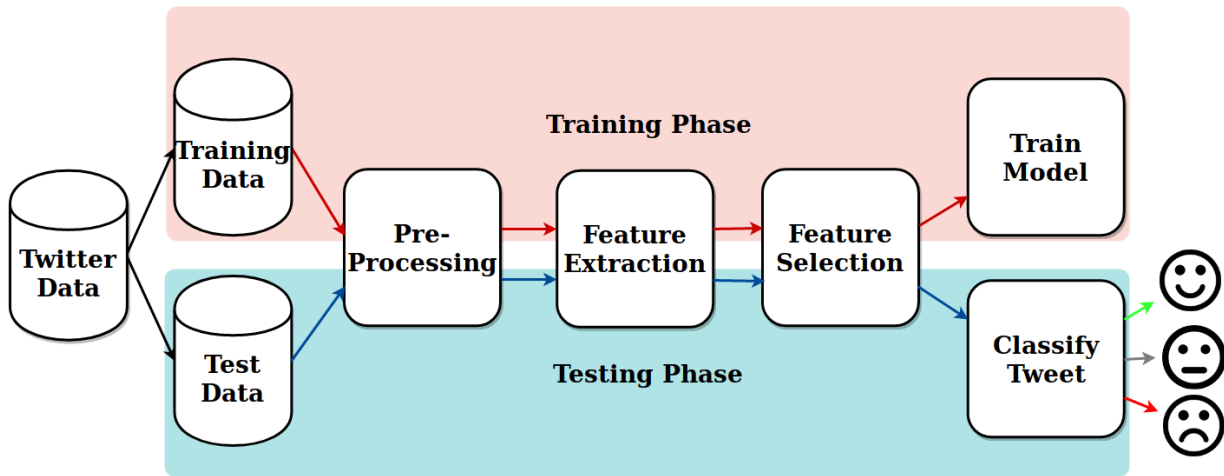 Training Phase
Training
Data
Train
Model
Twitter
Data
Pre-
Processing
Feature
Extraction
Feature
Selection
Test
Data
Testing Phase
Classify
Tweet